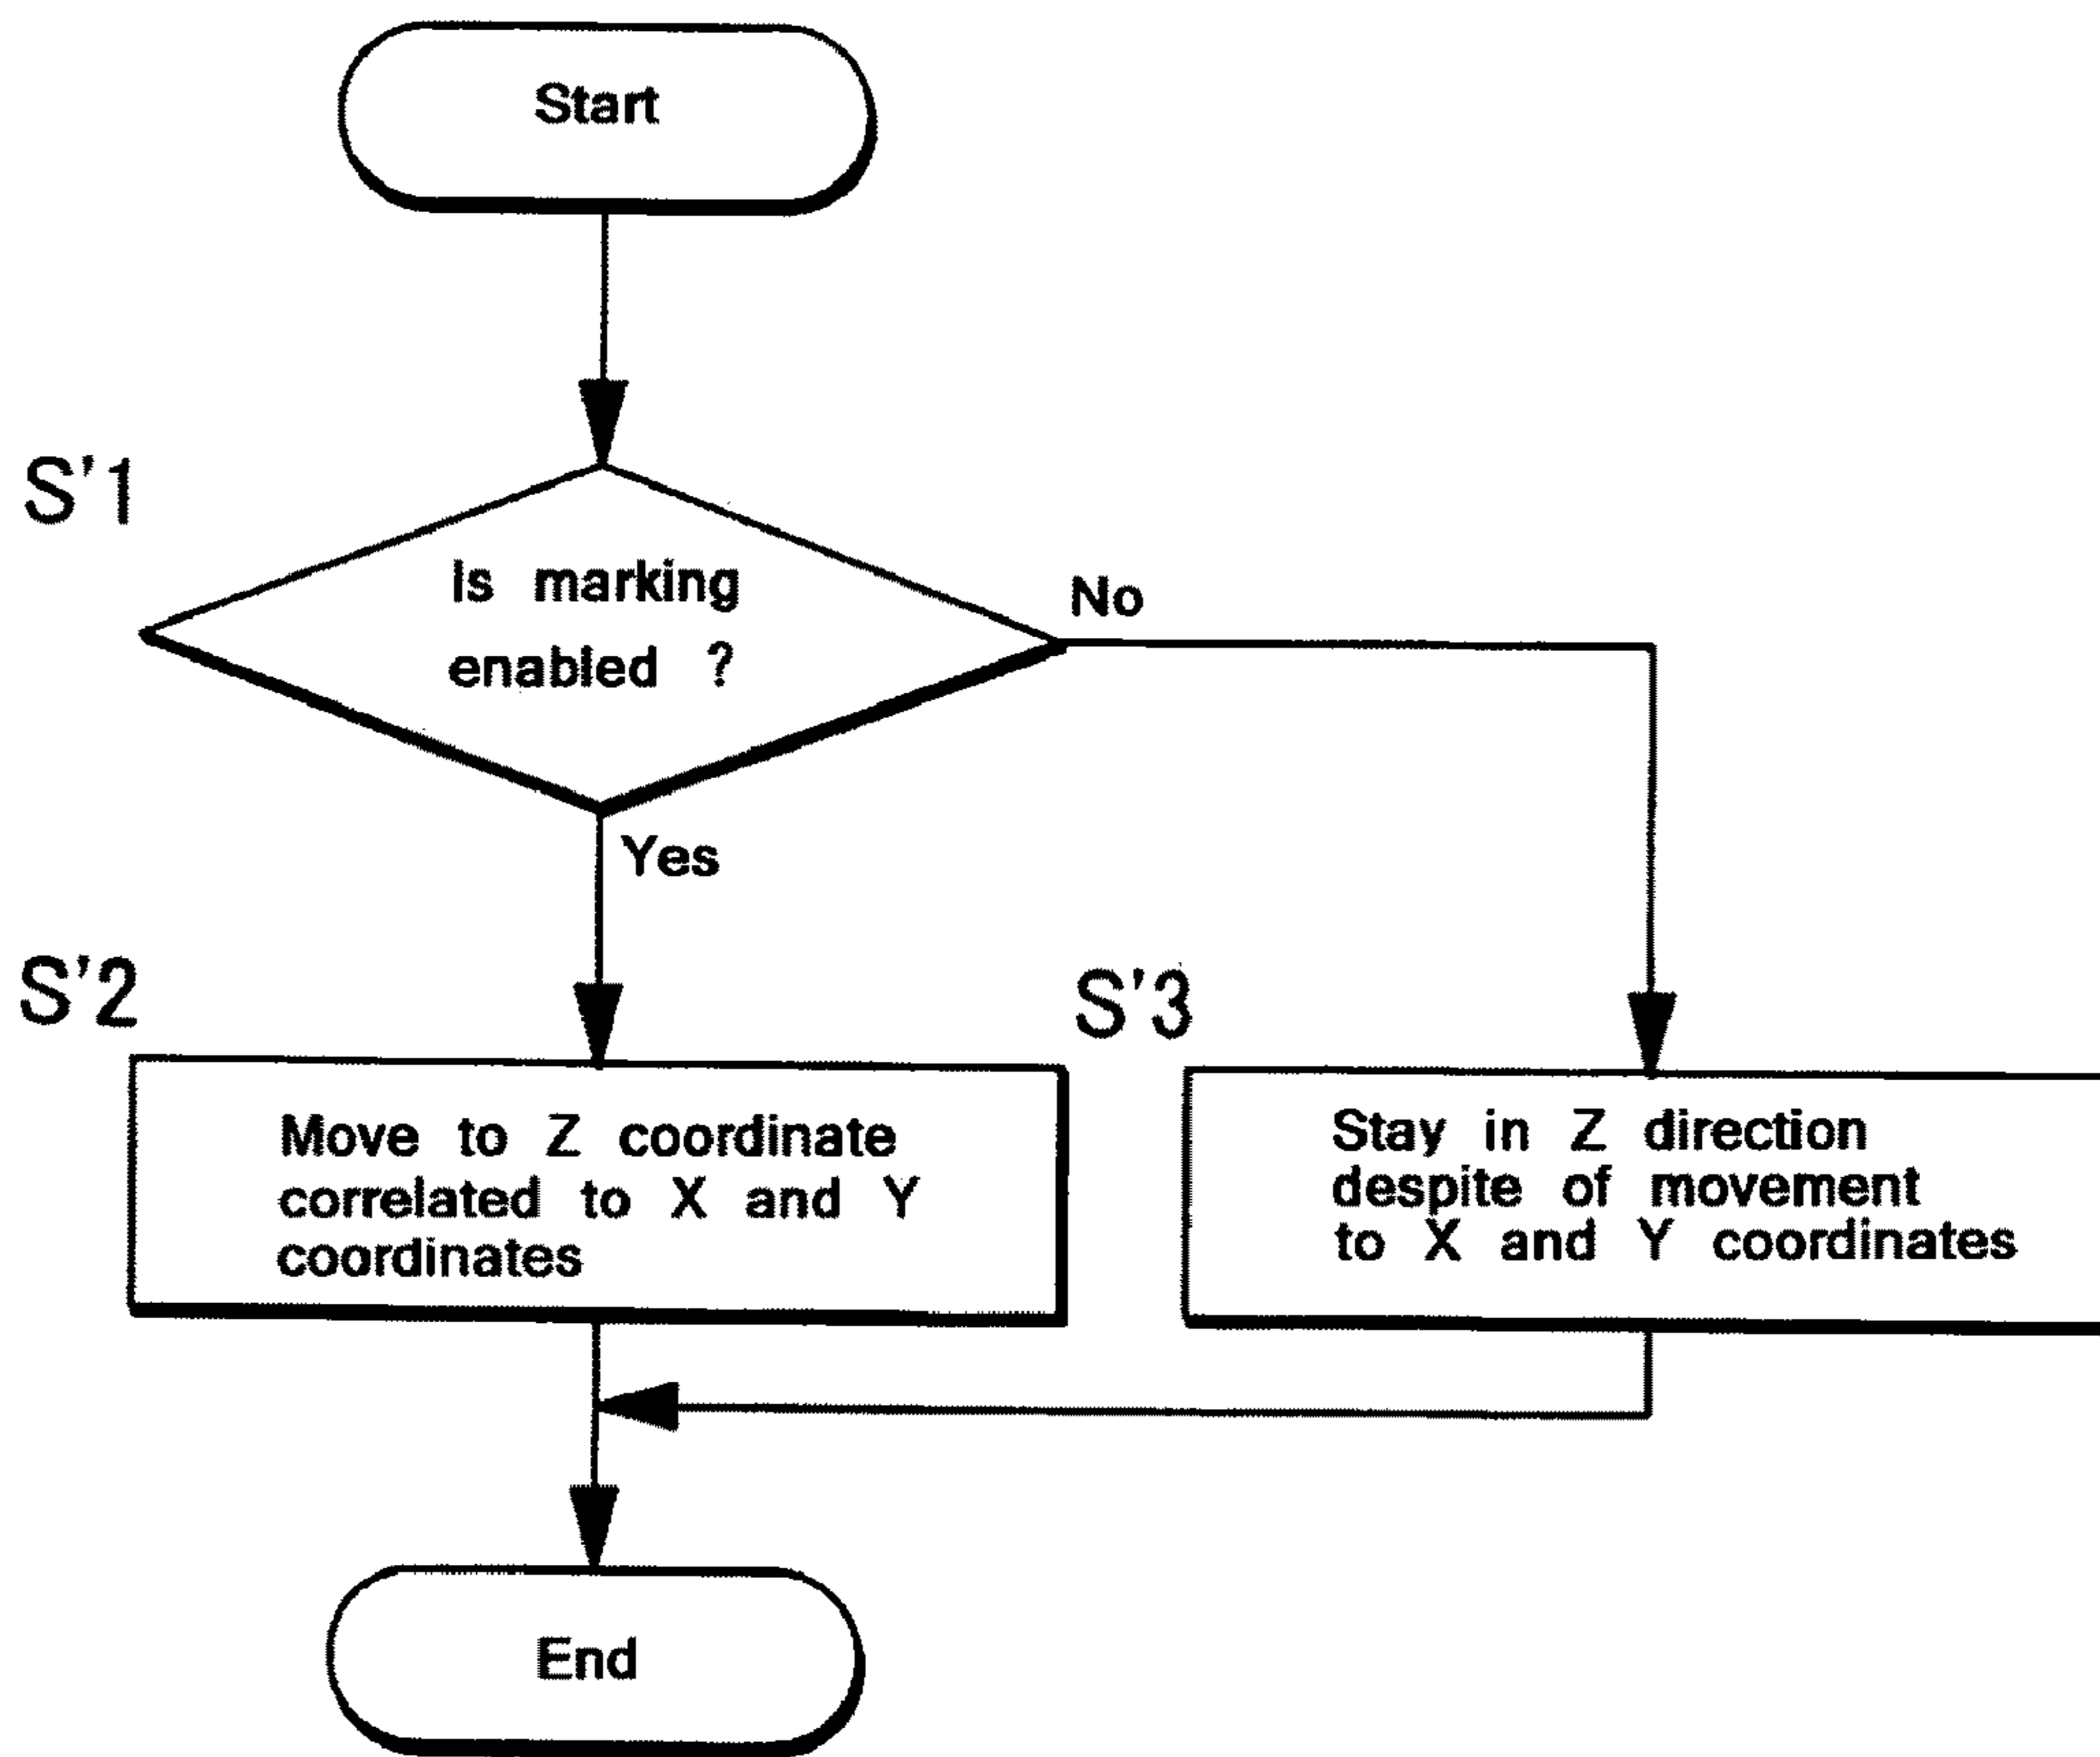 Start
S'1
Is marking
enabled ?
No
Yes
S'2
Move to Z coordinate
correlated to X and Y
coordinates
S'3
Stay in Z direction
despite of movement
to X and Y coordinates
End